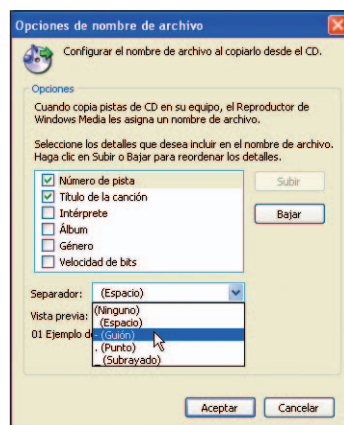 Opciones de nombre de archivo
Configurar el nombre de archivo al copiarlo desde el CD.
Opciones
Cuando copia pistas de CD en su equipo, el Reproductor de
Windows Media les asigna un nombre de archivo.
Seleccione los detalles que desea incluir en el nombre de archivo.
Haga clic en Subir o Bajar para reordenar los detalles.
Número de pista
Subir
Título de la canción
Intérprete
Bajar
Álbum
Género
Velocidad de bits
Separador: (Espacio)
Vista previa: (Ninguno)
(Espacio)
01 Ejemplo - (Guión)
. (Punto)
_ (Subrayado)
Aceptar Cancelar